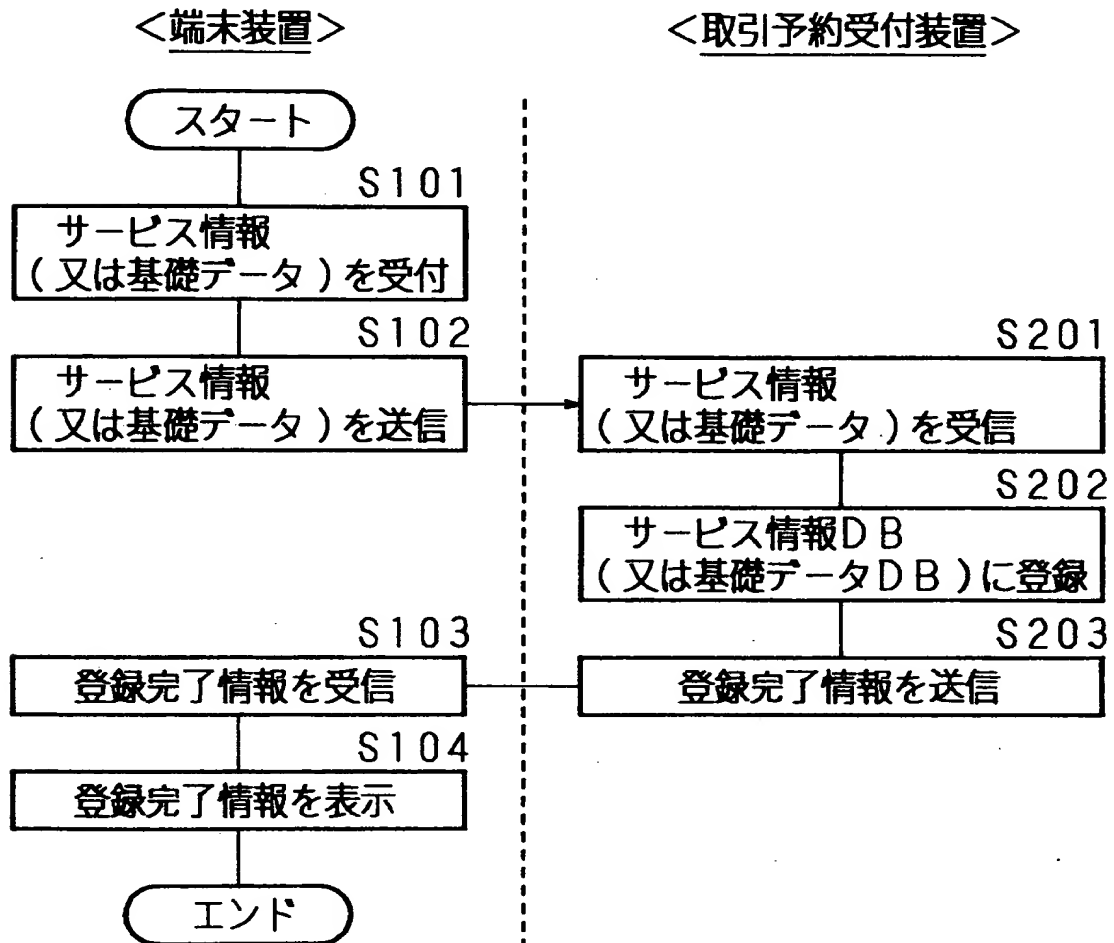 ＜端末装置＞
＜取引予約受付装置＞
スタート
S101
サービス情報
(又は基礎データ)を受付
S102
サービス情報
(又は基礎データ)を送信
S201
サービス情報
(又は基礎データ)を受信
S202
サービス情報DB
(又は基礎データDB)に登録
S203
登録完了情報を送信
S103
登録完了情報を受信
S104
登録完了情報を表示
エンド